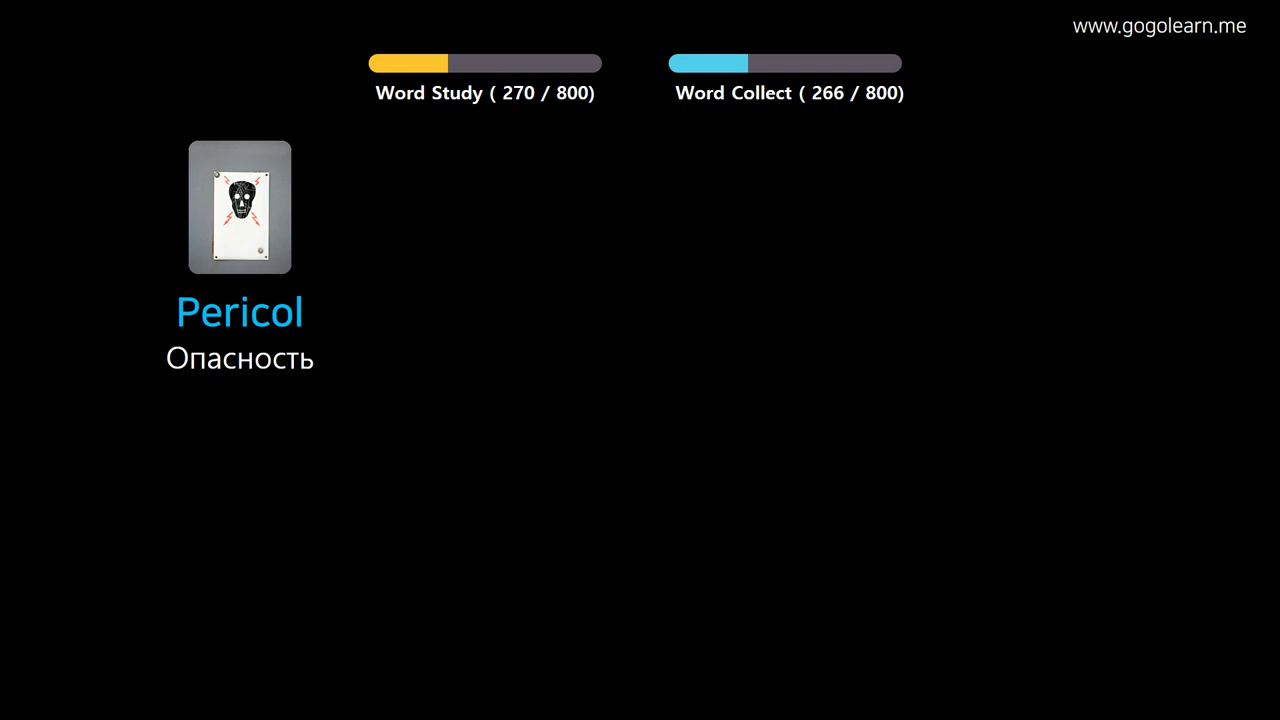 www.gogolearn.me
Word Study ( 270 / 800)
Word Collect ( 266 / 800)
Pericol
Опасность